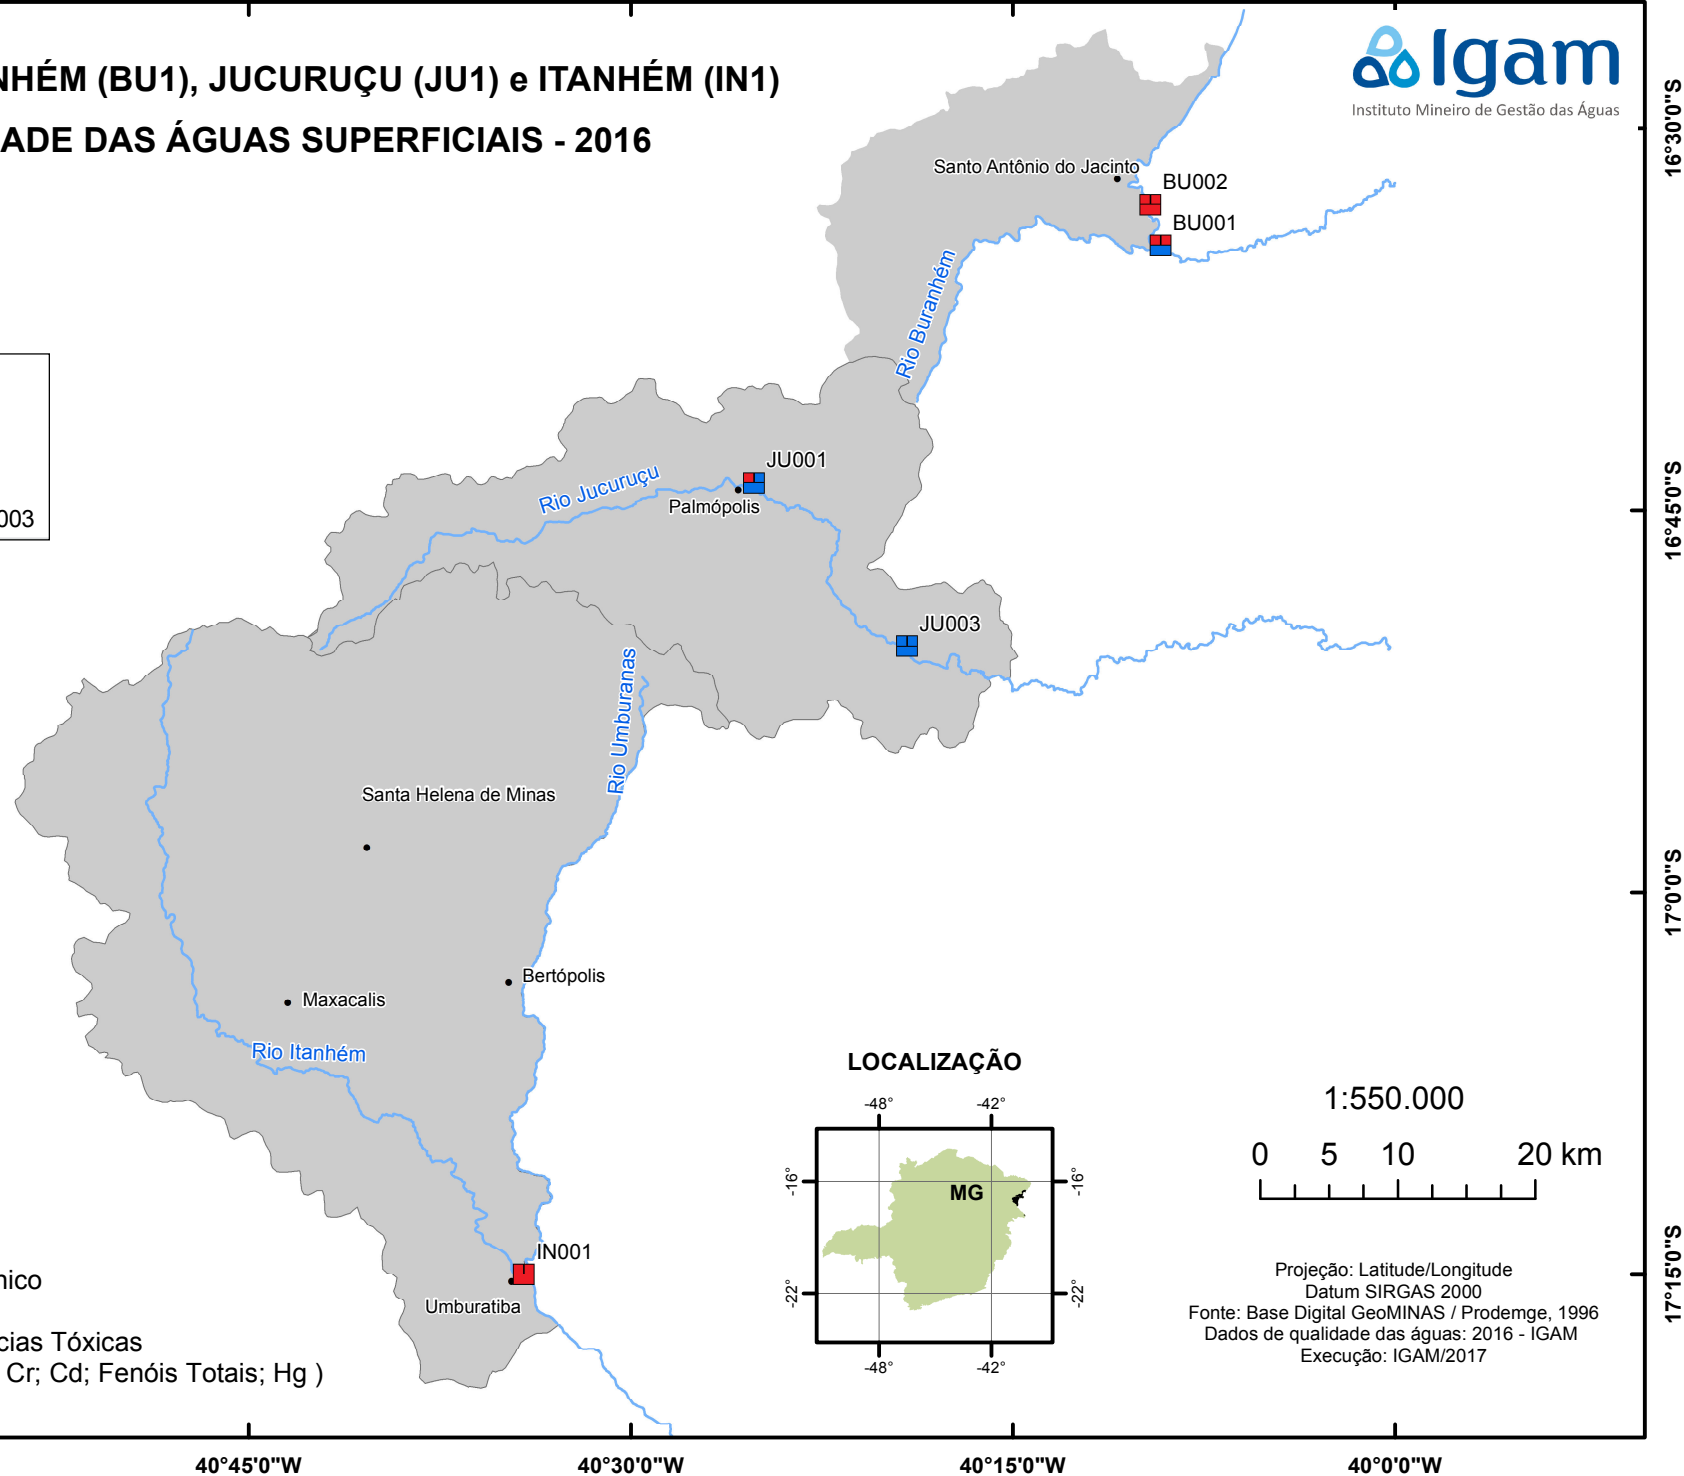 NHÉM (BU1), JUCURUÇU (JU1) e ITANHÉM (IN1)
ADE DAS ÁGUAS SUPERFICIAIS - 2016
Igam
Instituto Mineiro de Gestão das Águas
16°30'0"S
Santo Antônio do Jacinto
BU002
BU001
Rio Buranhém
JU001
Rio Jucuruçu
Palmópolis
003
16°45'0"S
JU003
Rio Umburanas
Santa Helena de Minas
17°0'0"S
Bertópolis
Maxacalis
Rio Itanhém
LOCALIZAÇÃO
-48° -42°
-16° MG -16°
-22° -22°
-48° -42°
1:550.000
0 5 10 20 km
IN001
Umburatiba
17°15'0"S
nico
cias Tóxicas
Cr; Cd; Fenóis Totais; Hg )
Projeção: Latitude/Longitude
Datum SIRGAS 2000
Fonte: Base Digital GeoMINAS / Prodemge, 1996
Dados de qualidade das águas: 2016 - IGAM
Execução: IGAM/2017
40°45'0"W 40°30'0"W 40°15'0"W 40°0'0"W